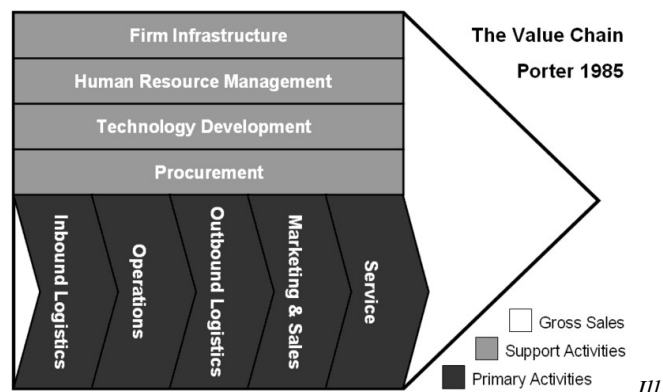 Firm Infrastructure
Human Resource Management
Technology Development
Procurement
Inbound Logistics
Operations
Outbound Logistics
Marketing & Sales
Service
The Value Chain
Porter 1985
Gross Sales
Support Activities
Primary Activities